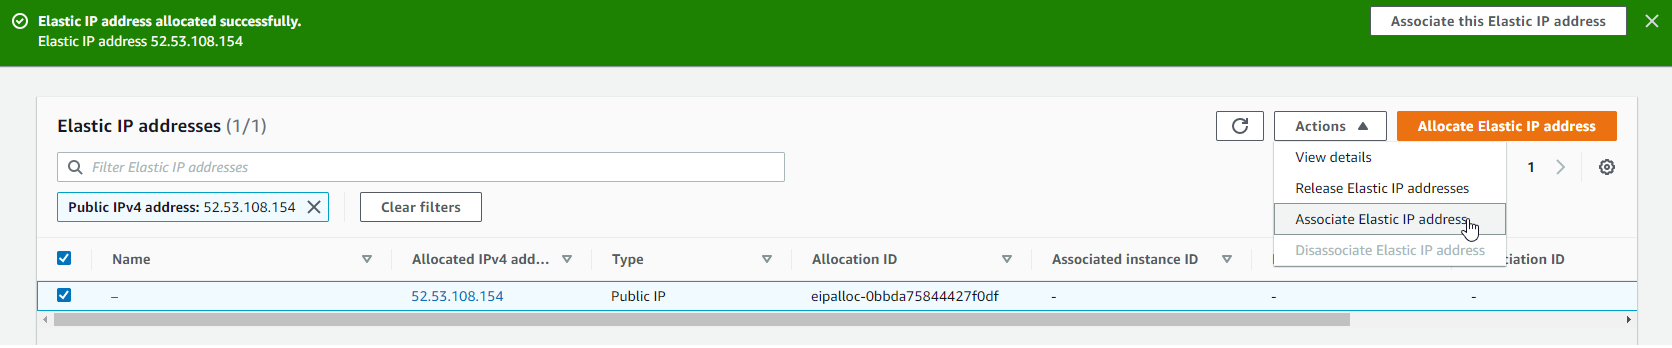 Elastic IP address allocated successfully.
Elastic IP address 52.53.108.154
Associate this Elastic IP address
Elastic IP addresses (1/1)
Actions
Allocate Elastic IP address
Filter Elastic IP addresses
View details
1
Release Elastic IP addresses
Public IPv4 address: 52.53.108.154
Clear filters
Associate Elastic IP address
Disassociate Elastic IP address
Name
Allocated IPv4 add...
Type
Allocation ID
Associated instance ID
ID
–
52.53.108.154
Public IP
eipalloc-0bbda75844427f0df
-
-
-